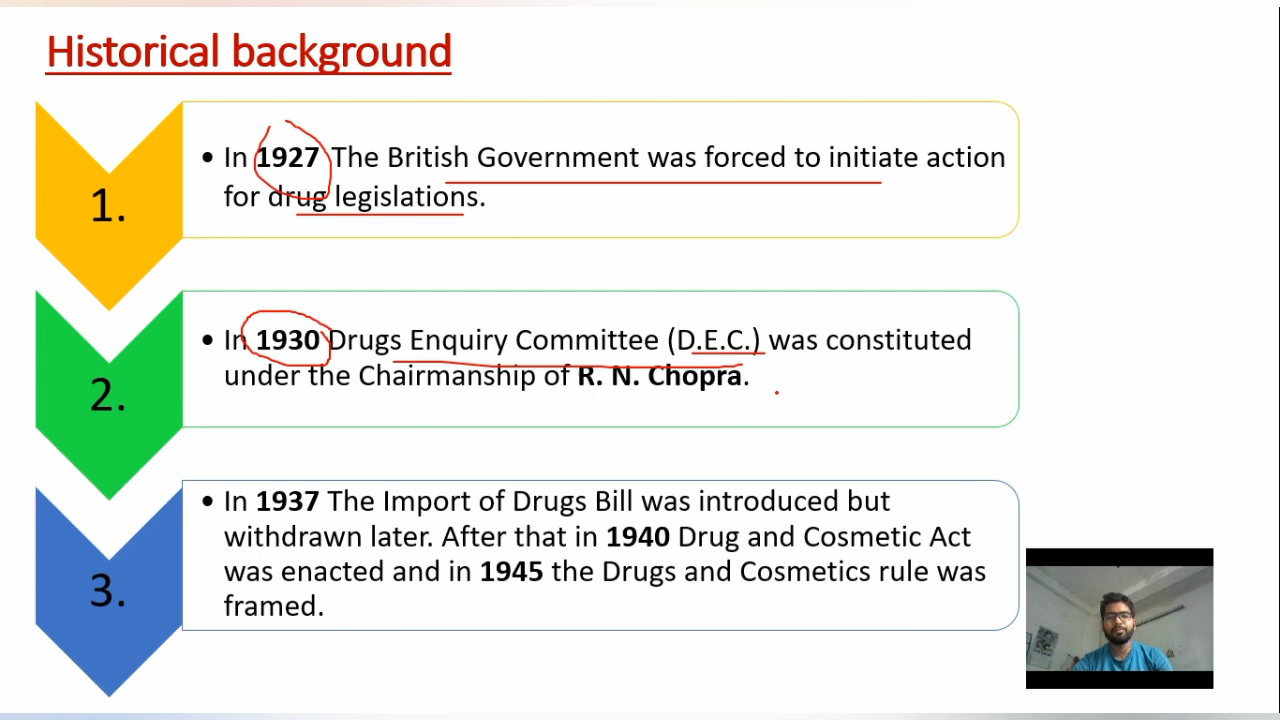 Historical background
1.
• In 1927 The British Government was forced to initiate action
for drug legislations.
2.
• In 1930 Drugs Enquiry Committee (D.E.C.) was constituted
under the Chairmanship of R. N. Chopra.
3.
• In 1937 The Import of Drugs Bill was introduced but
withdrawn later. After that in 1940 Drug and Cosmetic Act
was enacted and in 1945 the Drugs and Cosmetics rule was
framed.